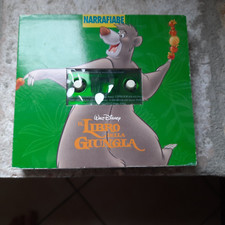 NARRAFIABE
Walt Disney
IL LIBRO
DELLA
GIUNGLA